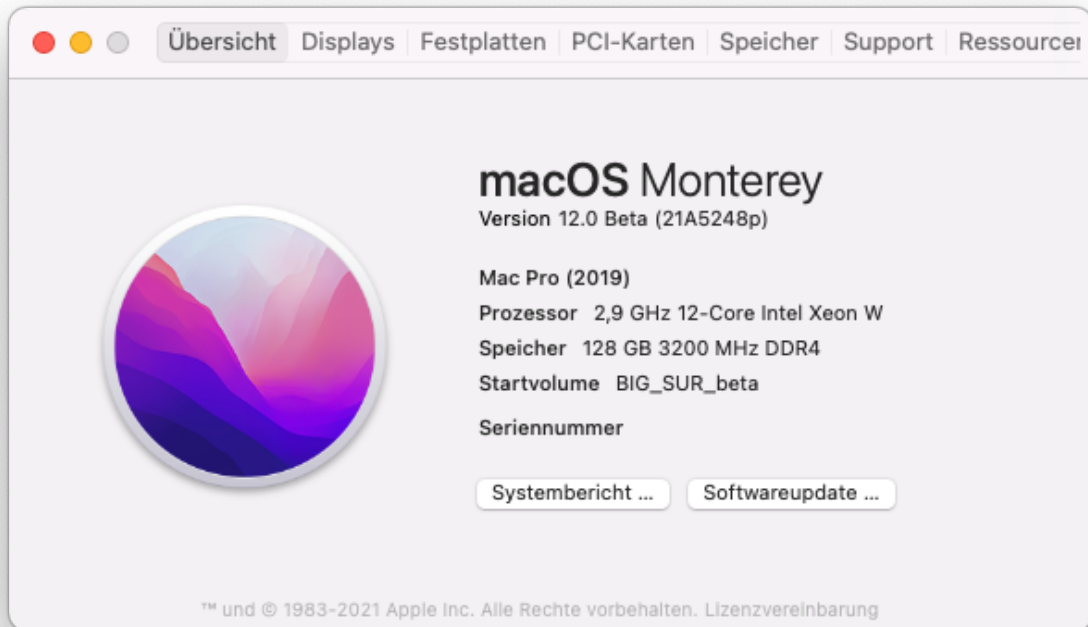 Übersicht Displays Festplatten PCI-Karten Speicher Support Ressourcen
macOS Monterey
Version 12.0 Beta (21A5248p)
Mac Pro (2019)
Prozessor 2,9 GHz 12-Core Intel Xeon W
Speicher 128 GB 3200 MHz DDR4
Startvolume BIG_SUR_beta
Seriennummer
Systembericht ... Softwareupdate ...
™ und © 1983-2021 Apple Inc. Alle Rechte vorbehalten. Lizenzvereinbarung